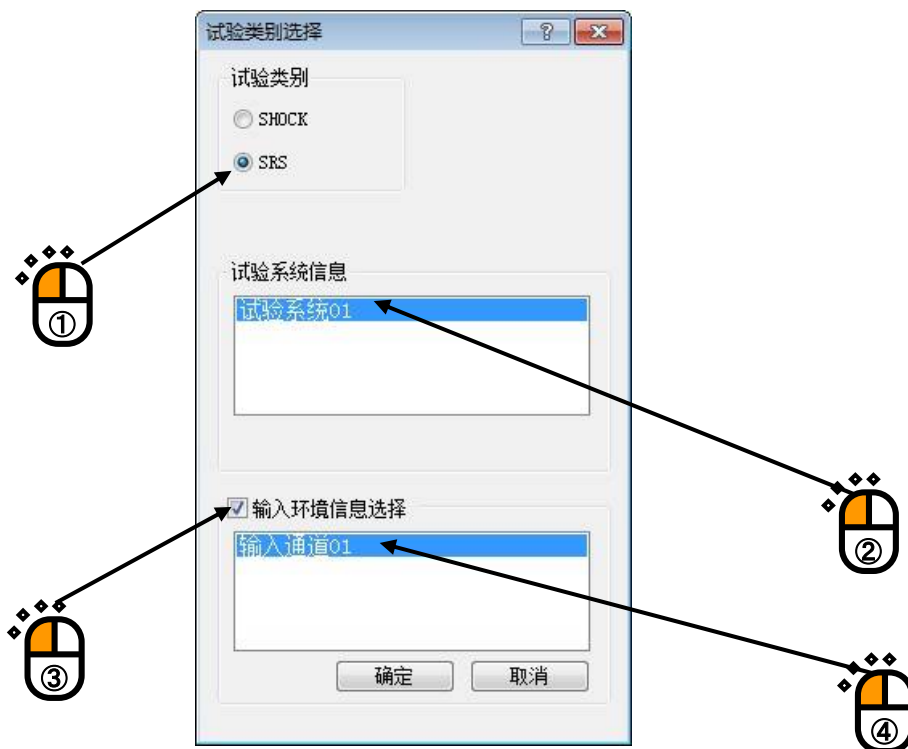 试验类别选择
?
试验类别
SHOCK
SRS
①
试验系统信息
试验系统01
②
输入环境信息选择
输入通道01
③
确定 取消
④